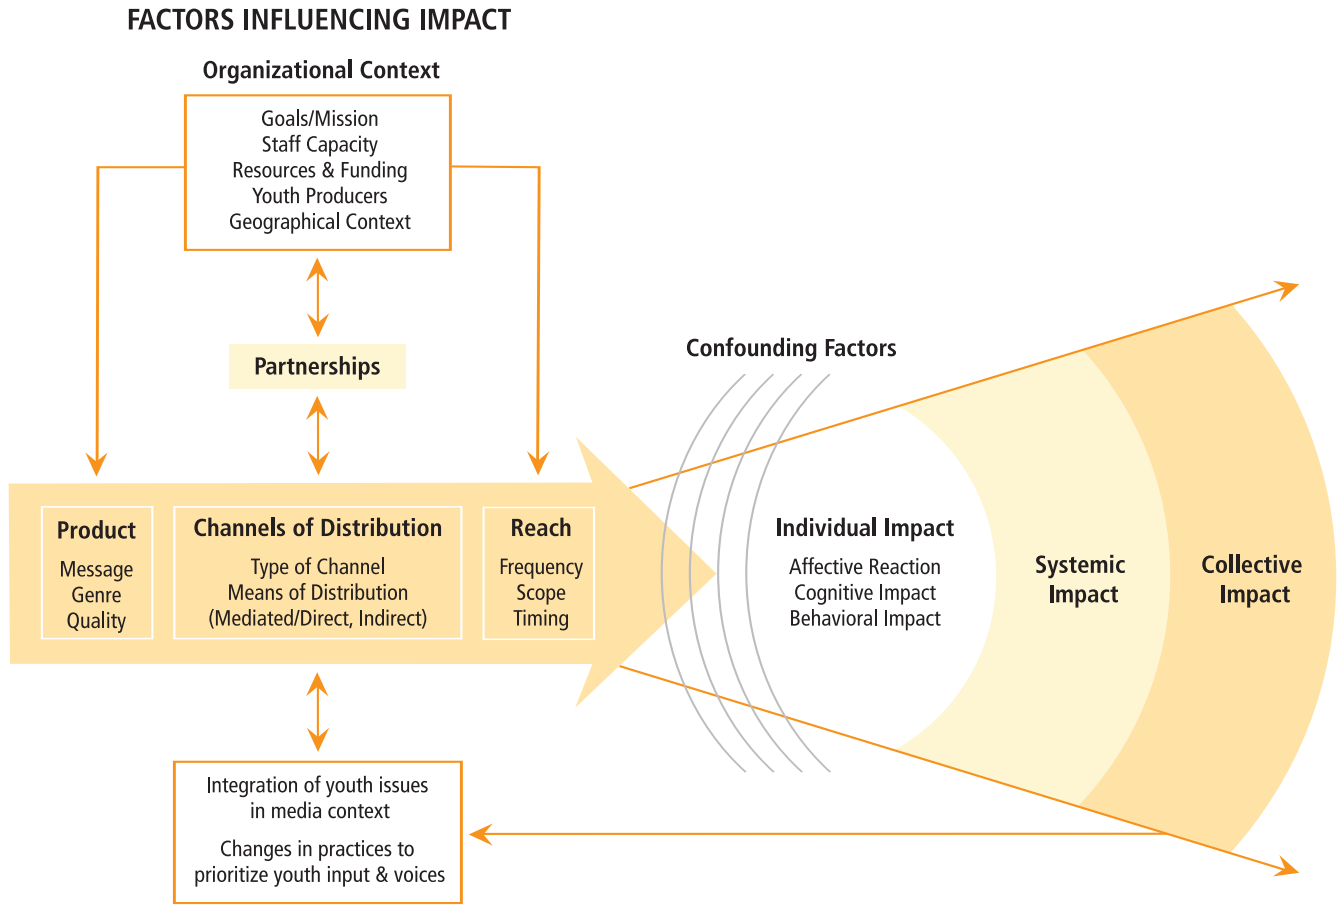 FACTORS INFLUENCING IMPACT
Organizational Context
Goals/Mission
Staff Capacity
Resources & Funding
Youth Producers
Geographical Context
Partnerships
Confounding Factors
Product
Message
Genre
Quality
Channels of Distribution
Type of Channel
Means of Distribution
(Mediated/Direct, Indirect)
Reach
Frequency
Scope
Timing
Individual Impact
Affective Reaction
Cognitive Impact
Behavioral Impact
Systemic
Impact
Collective
Impact
Integration of youth issues
in media context
Changes in practices to
prioritize youth input & voices